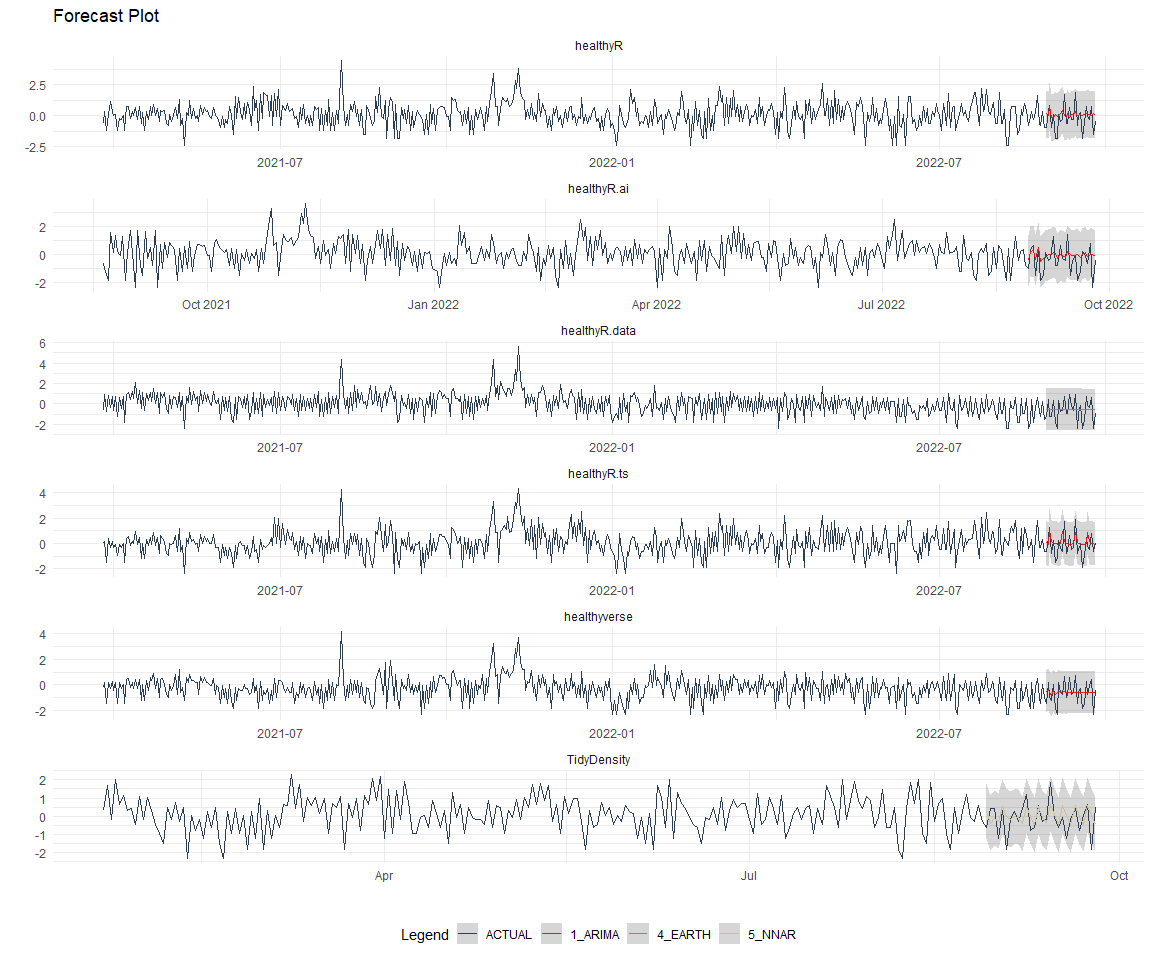 Forecast Plot
healthyR
2.5
0.0
-2.5
2021-07 2022-01 2022-07
healthyR.ai
2
0
-2
Oct 2021 Jan 2022 Apr 2022 Jul 2022 Oct 2022
healthyR.data
6
4
2
0
-2
2021-07 2022-01 2022-07
healthyR.ts
4
2
0
-2
2021-07 2022-01 2022-07
healthyverse
4
2
0
-2
2021-07 2022-01 2022-07
TidyDensity
2
1
0
-1
-2
Apr Jul Oct
Legend ACTUAL 1_ARIMA 4_EARTH 5_NNAR